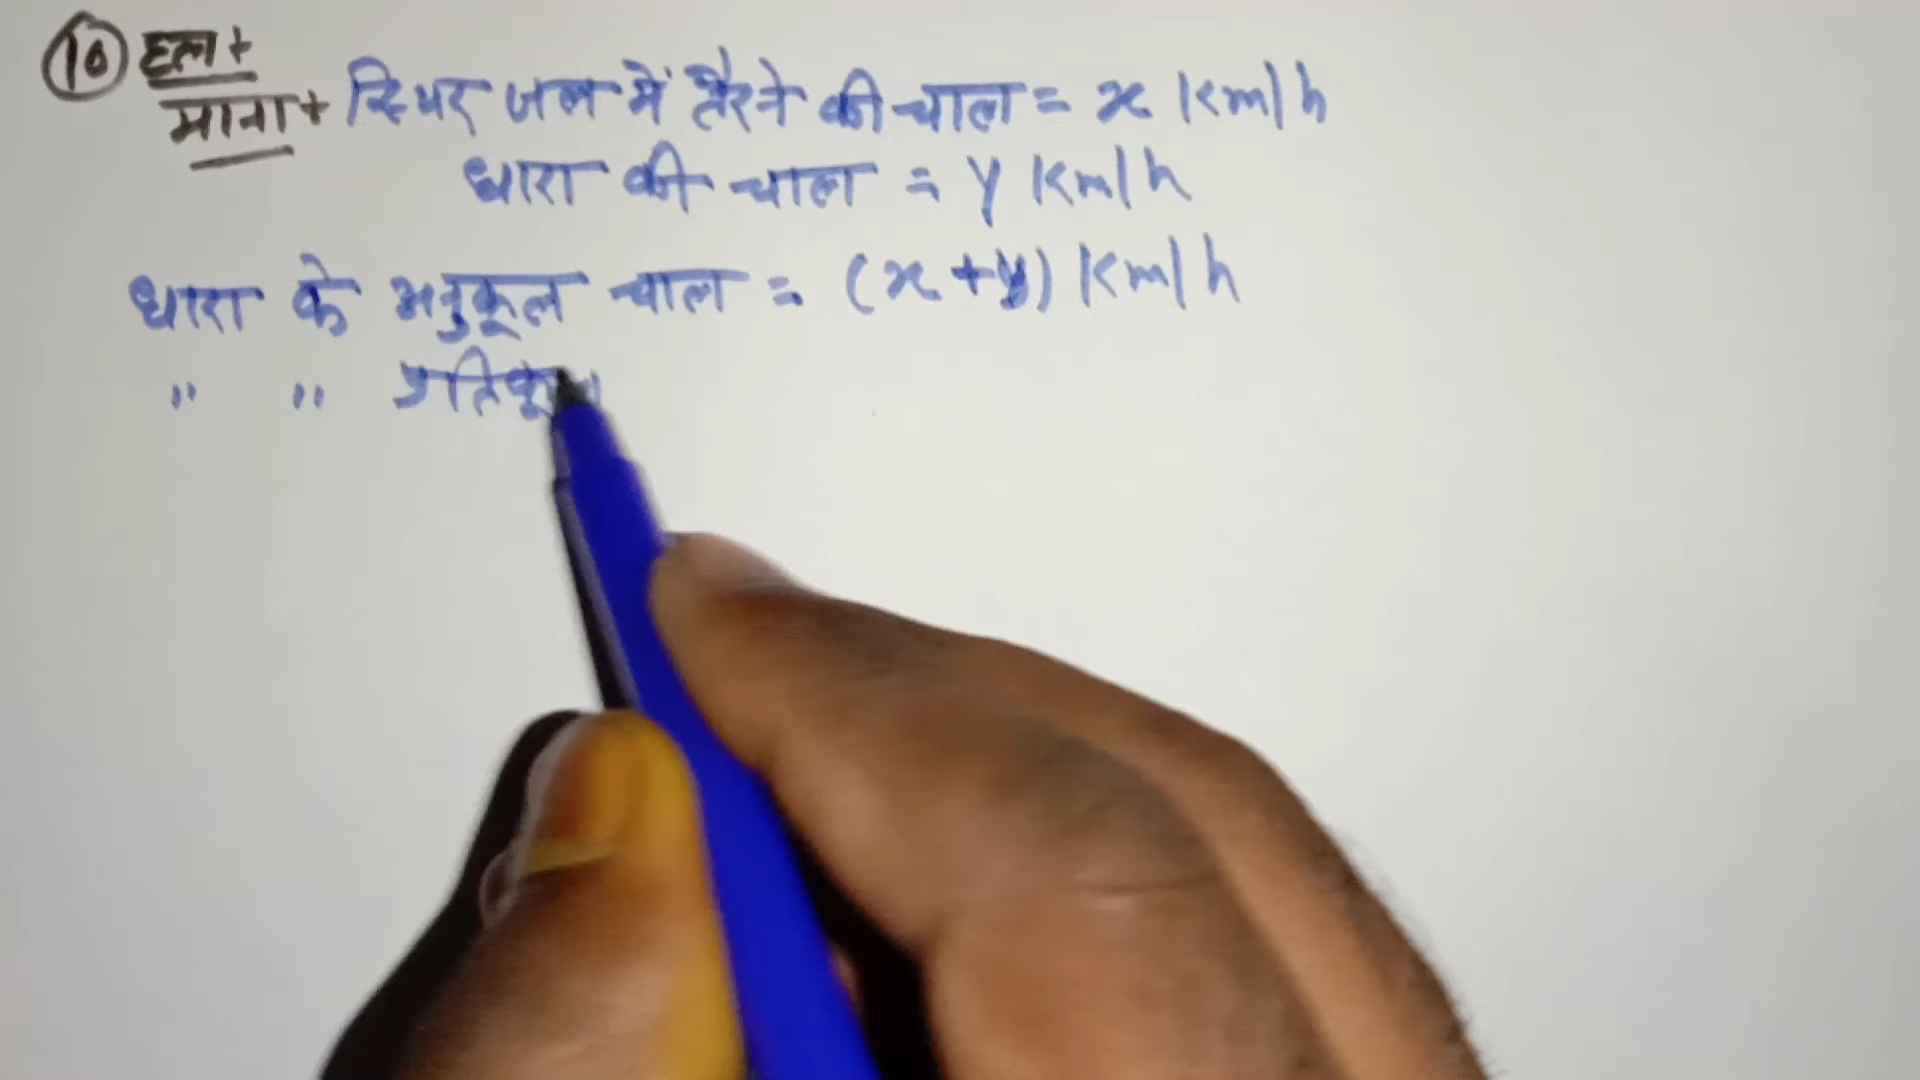 10 हल +
माना + स्थिर जल में तैरने की चाल = x Km/h
धारा की चाल = y Km/h
धारा के अनुकूल चाल = (x + y) Km/h
" " प्रतिकूल